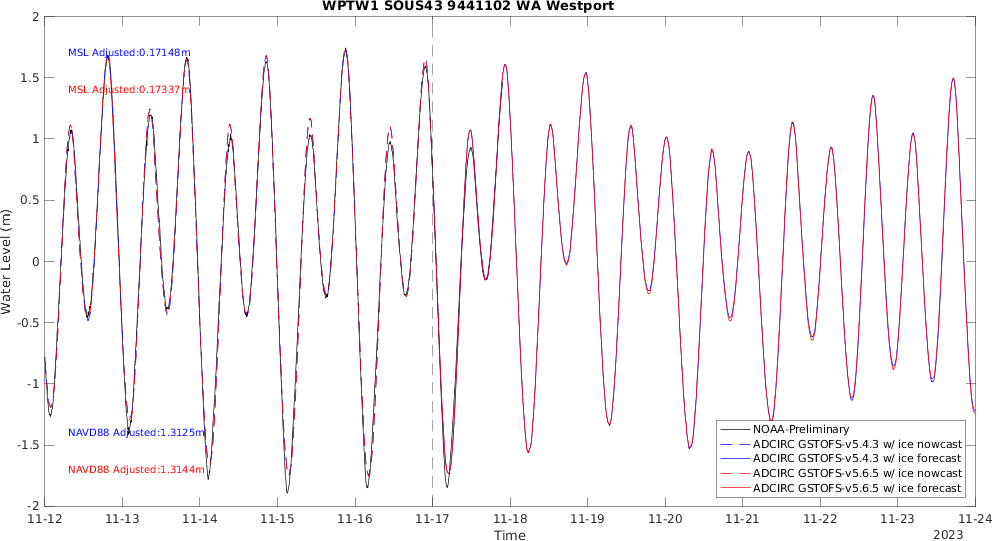 WPTW1 SOUS43 9441102 WA Westport
2
1.5
1
0.5
0
-0.5
-1
-1.5
-2
Water Level (m)
MSL Adjusted:0.17148m
MSL Adjusted:0.17337m
NAVD88 Adjusted:1.3125m
NAVD88 Adjusted:1.3144m
NOAA-Preliminary
ADCIRC GSTOFS-v5.4.3 w/ ice nowcast
ADCIRC GSTOFS-v5.4.3 w/ ice forecast
ADCIRC GSTOFS-v5.6.5 w/ ice nowcast
ADCIRC GSTOFS-v5.6.5 w/ ice forecast
11-12 11-13 11-14 11-15 11-16 11-17 11-18 11-19 11-20 11-21 11-22 11-23 11-24
Time
2023